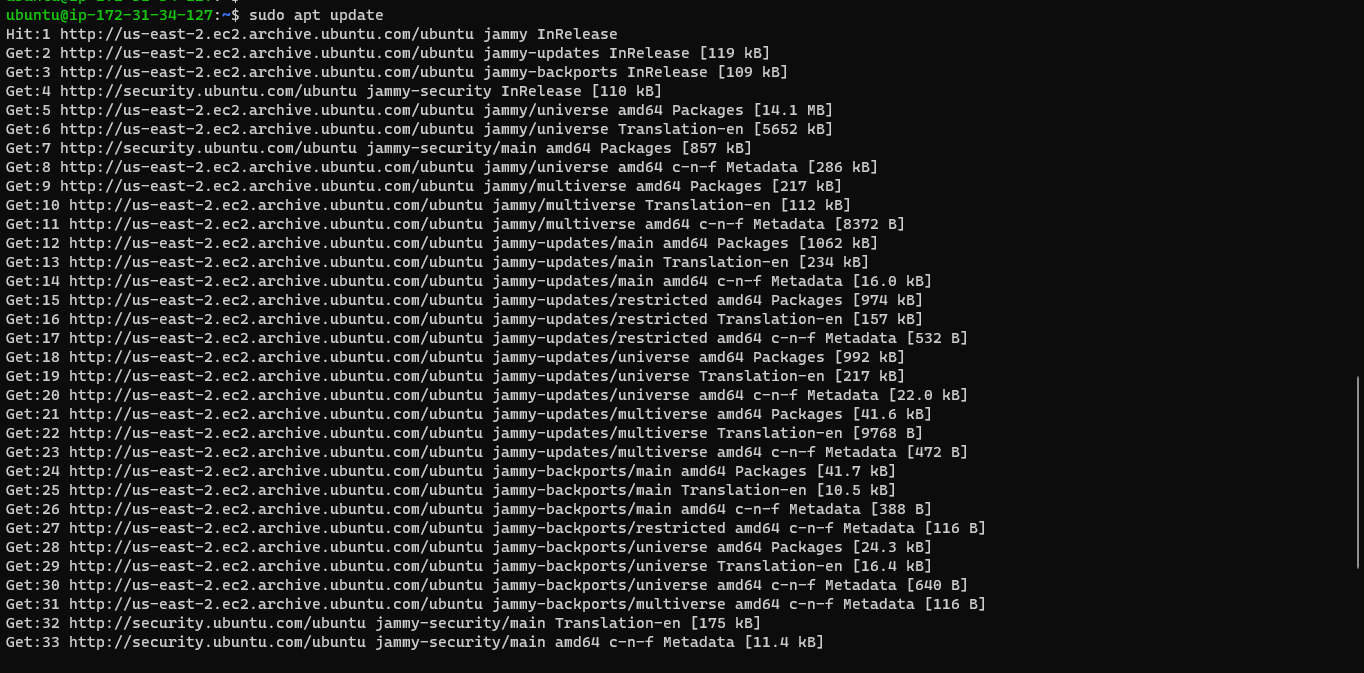 ubuntu@ip-172-31-34-127:~$
ubuntu@ip-172-31-34-127:~$ sudo apt update
Hit:1 http://us-east-2.ec2.archive.ubuntu.com/ubuntu jammy InRelease
Get:2 http://us-east-2.ec2.archive.ubuntu.com/ubuntu jammy-updates InRelease [119 kB]
Get:3 http://us-east-2.ec2.archive.ubuntu.com/ubuntu jammy-backports InRelease [109 kB]
Get:4 http://security.ubuntu.com/ubuntu jammy-security InRelease [110 kB]
Get:5 http://us-east-2.ec2.archive.ubuntu.com/ubuntu jammy/universe amd64 Packages [14.1 MB]
Get:6 http://us-east-2.ec2.archive.ubuntu.com/ubuntu jammy/universe Translation-en [5652 kB]
Get:7 http://security.ubuntu.com/ubuntu jammy-security/main amd64 Packages [857 kB]
Get:8 http://us-east-2.ec2.archive.ubuntu.com/ubuntu jammy/universe amd64 c-n-f Metadata [286 kB]
Get:9 http://us-east-2.ec2.archive.ubuntu.com/ubuntu jammy/multiverse amd64 Packages [217 kB]
Get:10 http://us-east-2.ec2.archive.ubuntu.com/ubuntu jammy/multiverse Translation-en [112 kB]
Get:11 http://us-east-2.ec2.archive.ubuntu.com/ubuntu jammy/multiverse amd64 c-n-f Metadata [8372 B]
Get:12 http://us-east-2.ec2.archive.ubuntu.com/ubuntu jammy-updates/main amd64 Packages [1062 kB]
Get:13 http://us-east-2.ec2.archive.ubuntu.com/ubuntu jammy-updates/main Translation-en [234 kB]
Get:14 http://us-east-2.ec2.archive.ubuntu.com/ubuntu jammy-updates/main amd64 c-n-f Metadata [16.0 kB]
Get:15 http://us-east-2.ec2.archive.ubuntu.com/ubuntu jammy-updates/restricted amd64 Packages [974 kB]
Get:16 http://us-east-2.ec2.archive.ubuntu.com/ubuntu jammy-updates/restricted Translation-en [157 kB]
Get:17 http://us-east-2.ec2.archive.ubuntu.com/ubuntu jammy-updates/restricted amd64 c-n-f Metadata [532 B]
Get:18 http://us-east-2.ec2.archive.ubuntu.com/ubuntu jammy-updates/universe amd64 Packages [992 kB]
Get:19 http://us-east-2.ec2.archive.ubuntu.com/ubuntu jammy-updates/universe Translation-en [217 kB]
Get:20 http://us-east-2.ec2.archive.ubuntu.com/ubuntu jammy-updates/universe amd64 c-n-f Metadata [22.0 kB]
Get:21 http://us-east-2.ec2.archive.ubuntu.com/ubuntu jammy-updates/multiverse amd64 Packages [41.6 kB]
Get:22 http://us-east-2.ec2.archive.ubuntu.com/ubuntu jammy-updates/multiverse Translation-en [9768 B]
Get:23 http://us-east-2.ec2.archive.ubuntu.com/ubuntu jammy-updates/multiverse amd64 c-n-f Metadata [472 B]
Get:24 http://us-east-2.ec2.archive.ubuntu.com/ubuntu jammy-backports/main amd64 Packages [41.7 kB]
Get:25 http://us-east-2.ec2.archive.ubuntu.com/ubuntu jammy-backports/main Translation-en [10.5 kB]
Get:26 http://us-east-2.ec2.archive.ubuntu.com/ubuntu jammy-backports/main amd64 c-n-f Metadata [388 B]
Get:27 http://us-east-2.ec2.archive.ubuntu.com/ubuntu jammy-backports/restricted amd64 c-n-f Metadata [116 B]
Get:28 http://us-east-2.ec2.archive.ubuntu.com/ubuntu jammy-backports/universe amd64 Packages [24.3 kB]
Get:29 http://us-east-2.ec2.archive.ubuntu.com/ubuntu jammy-backports/universe Translation-en [16.4 kB]
Get:30 http://us-east-2.ec2.archive.ubuntu.com/ubuntu jammy-backports/universe amd64 c-n-f Metadata [640 B]
Get:31 http://us-east-2.ec2.archive.ubuntu.com/ubuntu jammy-backports/multiverse amd64 c-n-f Metadata [116 B]
Get:32 http://security.ubuntu.com/ubuntu jammy-security/main Translation-en [175 kB]
Get:33 http://security.ubuntu.com/ubuntu jammy-security/main amd64 c-n-f Metadata [11.4 kB]